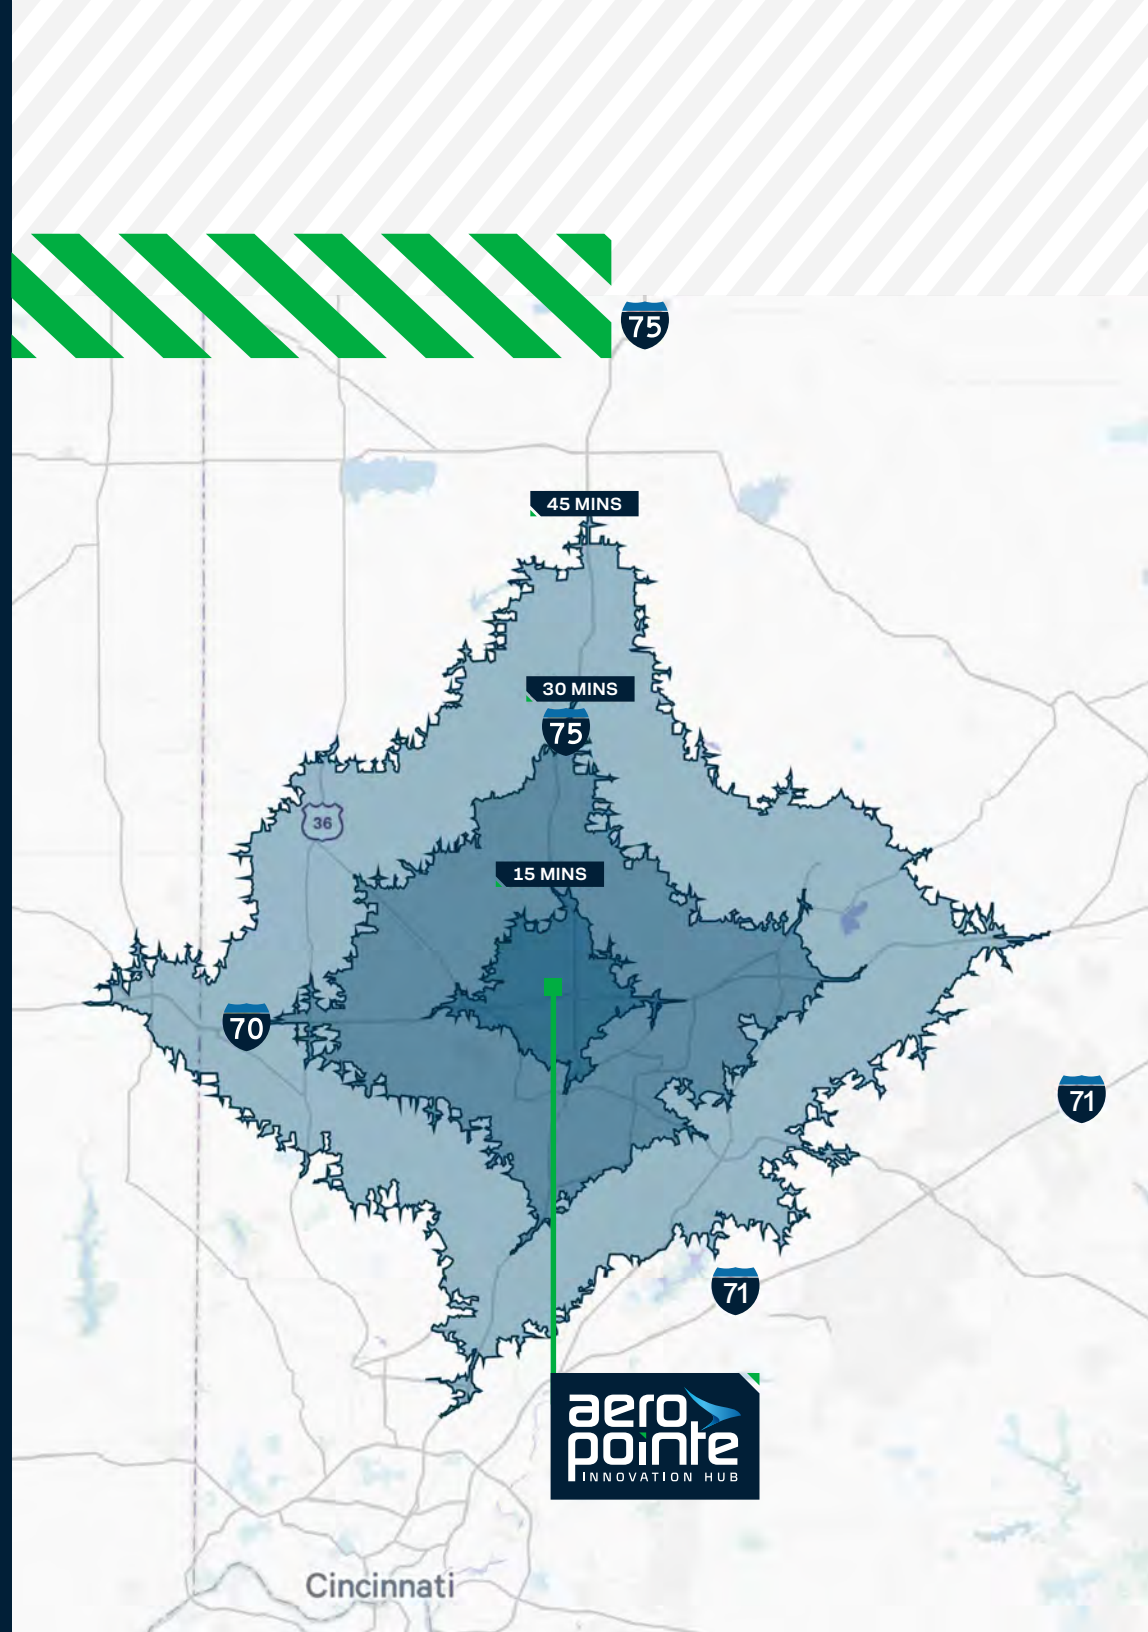 75
45 MINS
30 MINS
75
36
15 MINS
70
71
71
aero
pointe
INNOVATION HUB
Cincinnati